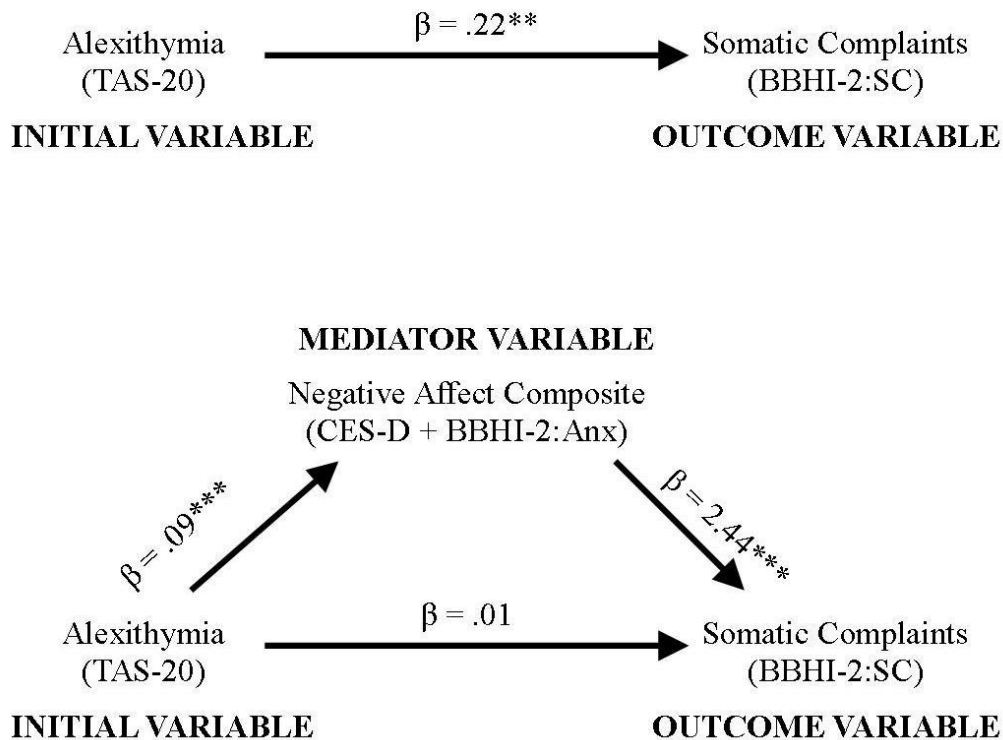 β = .22**
Alexithymia
(TAS-20)
INITIAL VARIABLE
Somatic Complaints
(BBHI-2:SC)
OUTCOME VARIABLE
MEDIATOR VARIABLE
Negative Affect Composite
(CES-D + BBHI-2:Anx)
β = .09***
β = 2.44***
β = .01
Alexithymia
(TAS-20)
INITIAL VARIABLE
Somatic Complaints
(BBHI-2:SC)
OUTCOME VARIABLE